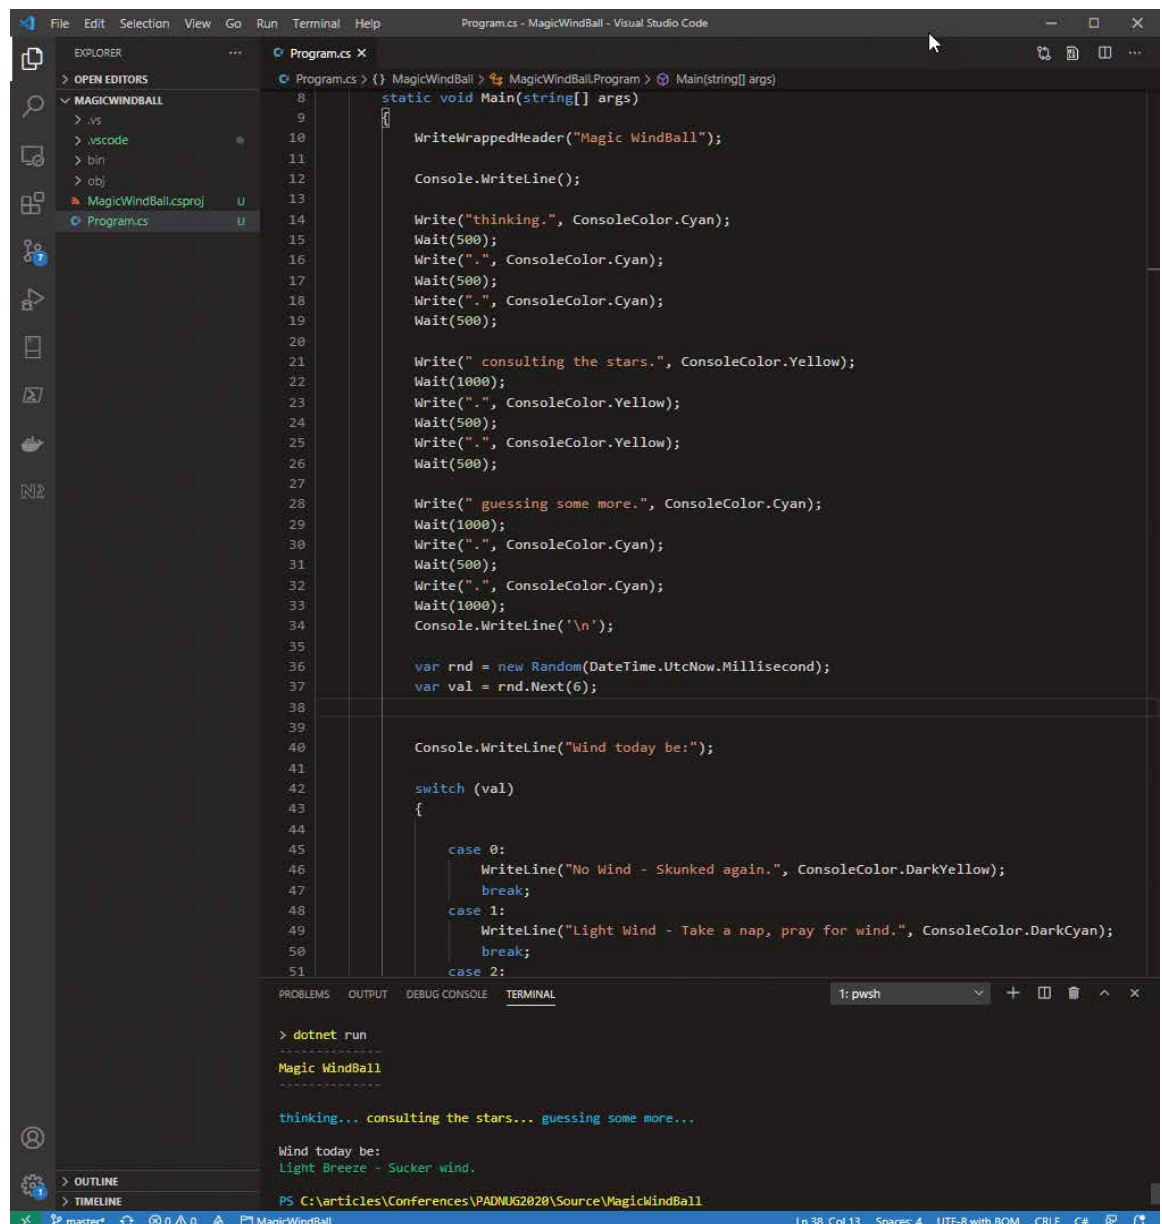 File Edit Selection View Go Run Terminal Help Program.cs - MagicWindBall - Visual Studio Code
EXPLORER
OPEN EDITORS
MAGICWINDBALL
.vs
.vscode
bin
obj
MagicWindBall.csproj U
Program.cs U
7
Program.cs
Program.cs > {} MagicWindBall > MagicWindBall.Program > Main(string[] args)
8 static void Main(string[] args)
9 {
10 WriteWrappedHeader("Magic WindBall");
11
12 Console.WriteLine();
13
14 Write("thinking.", ConsoleColor.Cyan);
15 Wait(500);
16 Write(".", ConsoleColor.Cyan);
17 Wait(500);
18 Write(".", ConsoleColor.Cyan);
19 Wait(500);
20
21 Write(" consulting the stars.", ConsoleColor.Yellow);
22 Wait(1000);
23 Write(".", ConsoleColor.Yellow);
24 Wait(500);
25 Write(".", ConsoleColor.Yellow);
26 Wait(500);
27
28 Write(" guessing some more.", ConsoleColor.Cyan);
29 Wait(1000);
30 Write(".", ConsoleColor.Cyan);
31 Wait(500);
32 Write(".", ConsoleColor.Cyan);
33 Wait(1000);
34 Console.WriteLine('\n');
35
36 var rnd = new Random(DateTime.UtcNow.Millisecond);
37 var val = rnd.Next(6);
38
39
40 Console.WriteLine("Wind today be:");
41
42 switch (val)
43 {
44
45 case 0:
46 WriteLine("No Wind - Skunked again.", ConsoleColor.DarkYellow);
47 break;
48 case 1:
49 WriteLine("Light Wind - Take a nap, pray for wind.", ConsoleColor.DarkCyan);
50 break;
51 case 2:
PROBLEMS OUTPUT DEBUG CONSOLE TERMINAL 1: pwsh
> dotnet run
---------------
Magic WindBall
---------------
thinking... consulting the stars... guessing some more...
Wind today be:
Light Breeze - Sucker wind.
PS C:\articles\Conferences\PADNUG2020\Source\MagicWindBall
1
OUTLINE
TIMELINE
master* 0 0 MagicWindBall Ln 38, Col 13 Spaces: 4 UTF-8 with BOM CRLF C#